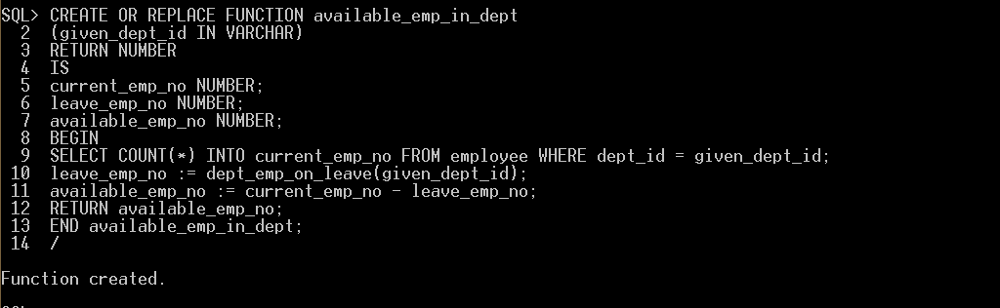 SQL> CREATE OR REPLACE FUNCTION available_emp_in_dept
2 (given_dept_id IN VARCHAR)
3 RETURN NUMBER
4 IS
5 current_emp_no NUMBER;
6 leave_emp_no NUMBER;
7 available_emp_no NUMBER;
8 BEGIN
9 SELECT COUNT(*) INTO current_emp_no FROM employee WHERE dept_id = given_dept_id;
10 leave_emp_no := dept_emp_on_leave(given_dept_id);
11 available_emp_no := current_emp_no - leave_emp_no;
12 RETURN available_emp_no;
13 END available_emp_in_dept;
14 /
Function created.